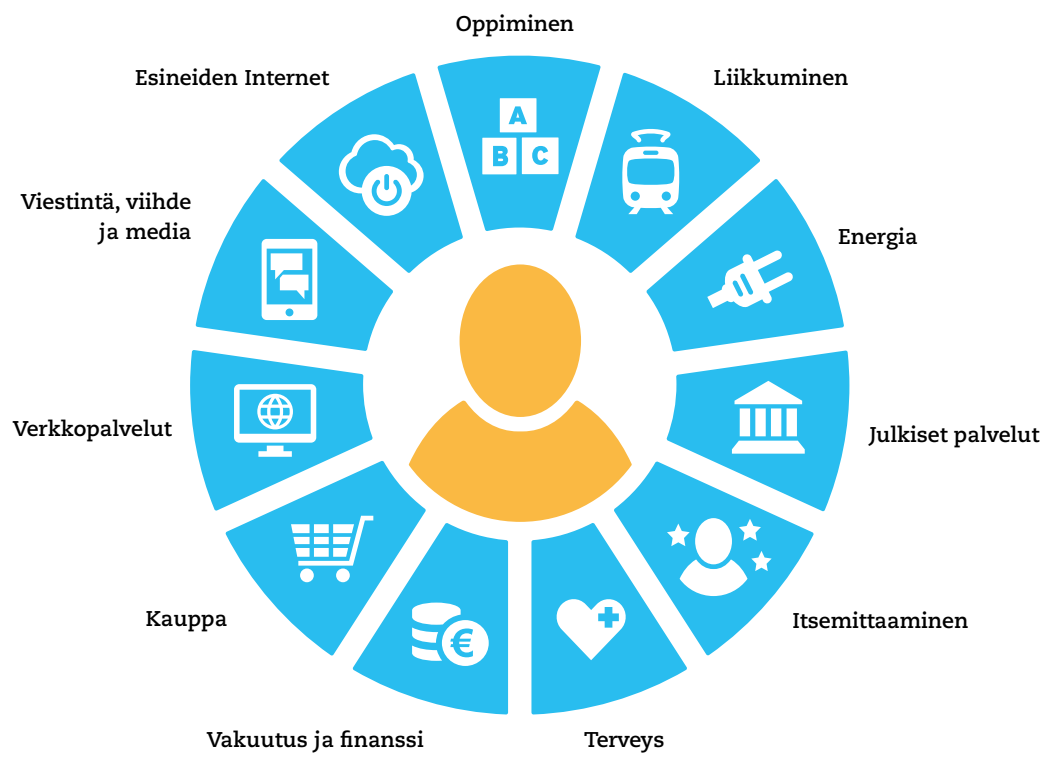 Oppiminen
Liikkuminen
Energia
Julkiset palvelut
Itsemittaaminen
Terveys
Vakuutus ja finanssi
Kauppa
Verkkopalvelut
Viestintä, viihde
ja media
Esineiden Internet
A
B C
€